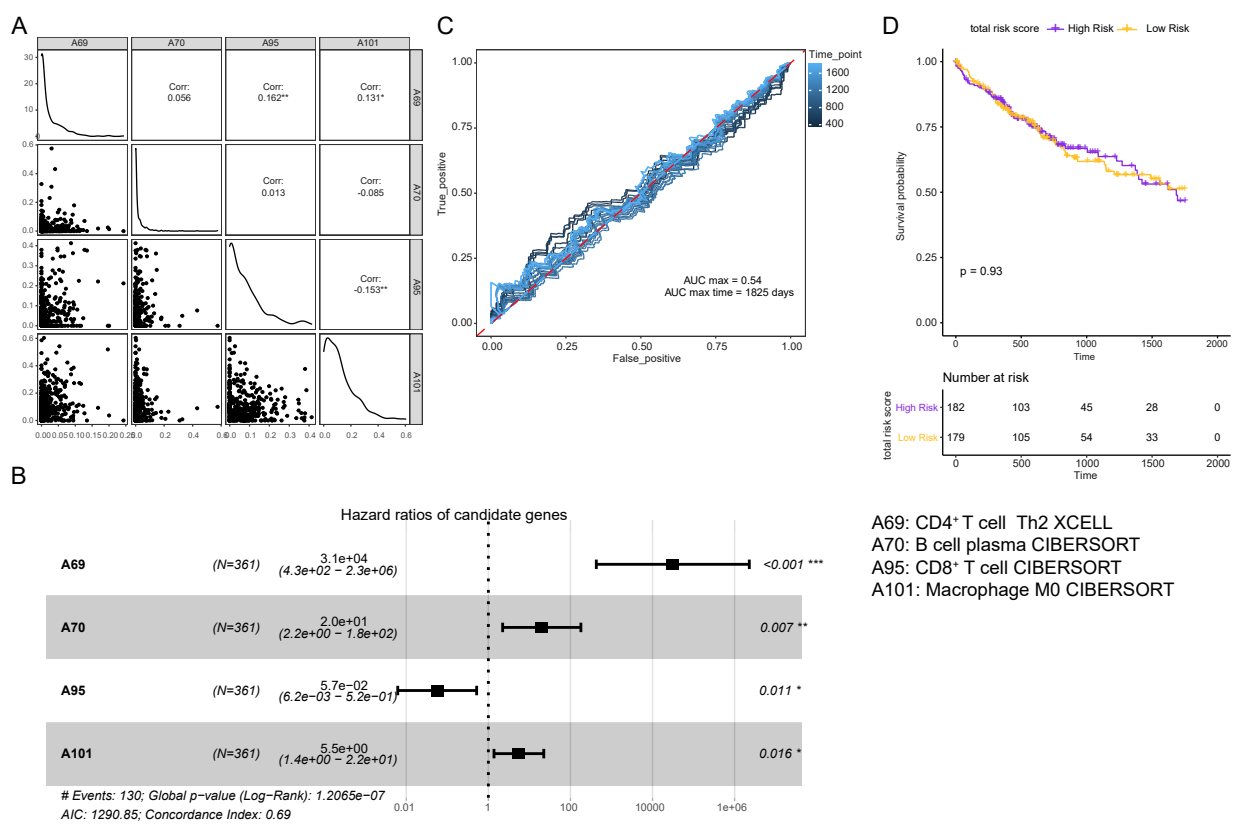 A
A69
A70
A95
A101
30
20
10
0
Corr:
0.056
Corr:
0.162**
Corr:
0.131*
A69
0.6
0.4
0.2
0.0
Corr:
0.013
Corr:
-0.085
A70
0.4
0.3
0.2
0.1
0.0
Corr:
-0.153**
A95
0.6
0.4
0.2
0.0
A101
0.00 0.05 0.10 0.15 0.20 0.25
0.0 0.2 0.4 0.6
0.0 0.1 0.2 0.3 0.4
0.0 0.2 0.4 0.6
C
True_positive
1.00
0.75
0.50
0.25
0.00
AUC max = 0.54
AUC max time = 1825 days
0.00 0.25 0.50 0.75 1.00
False_positive
Time_point
1600
1200
800
400
D
total risk score High Risk Low Risk
Survival probability
1.00
0.75
0.50
0.25
0.00
p = 0.93
0 500 1000 1500 2000
Time
Number at risk
total risk score
High Risk 182 103 45 28 0
Low Risk 179 105 54 33 0
0 500 1000 1500 2000
Time
B
Hazard ratios of candidate genes
A69 (N=361) 3.1e+04 <0.001 ***
(4.3e+02 − 2.3e+06)
A70 (N=361) 2.0e+01 0.007 **
(2.2e+00 − 1.8e+02)
A95 (N=361) 5.7e−02 0.011 *
(6.2e−03 − 5.2e−01)
A101 (N=361) 5.5e+00 0.016 *
(1.4e+00 − 2.2e+01)
# Events: 130; Global p−value (Log−Rank): 1.2065e−07
AIC: 1290.85; Concordance Index: 0.69
0.01 1 100 10000 1e+06
A69: CD4⁺ T cell Th2 XCELL
A70: B cell plasma CIBERSORT
A95: CD8⁺ T cell CIBERSORT
A101: Macrophage M0 CIBERSORT